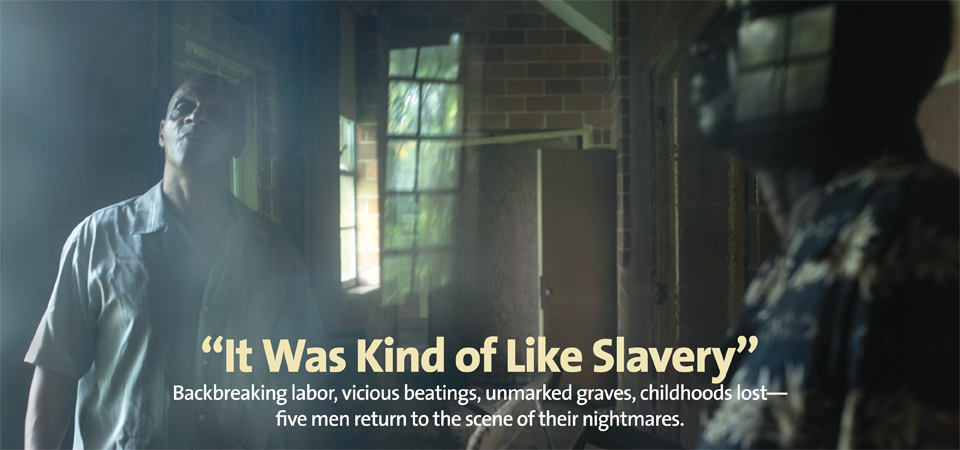 “It Was Kind of Like Slavery”
Backbreaking labor, vicious beatings, unmarked graves, childhoods lost—
five men return to the scene of their nightmares.